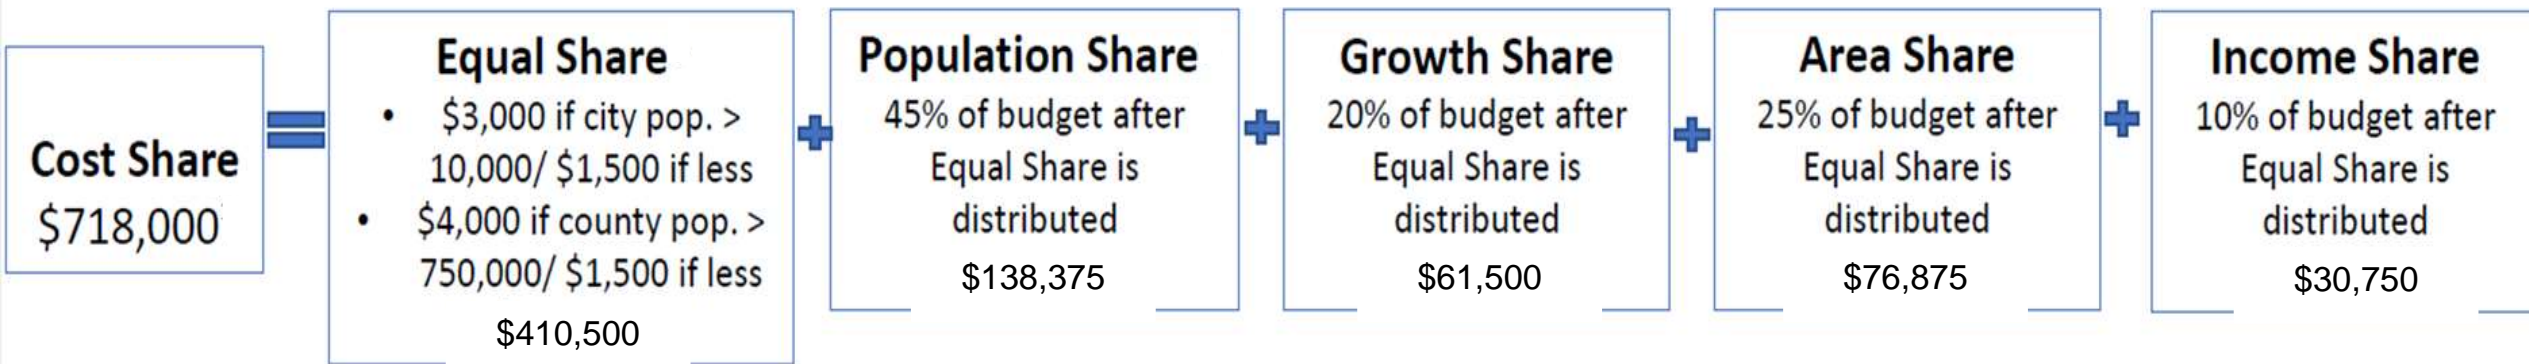 Cost Share
$718,000
Equal Share
• $3,000 if city pop. >
10,000/ $1,500 if less
• $4,000 if county pop. >
750,000/ $1,500 if less
$410,500
Population Share
45% of budget after
Equal Share is
distributed
$138,375
Growth Share
20% of budget after
Equal Share is
distributed
$61,500
Area Share
25% of budget after
Equal Share is
distributed
$76,875
Income Share
10% of budget after
Equal Share is
distributed
$30,750